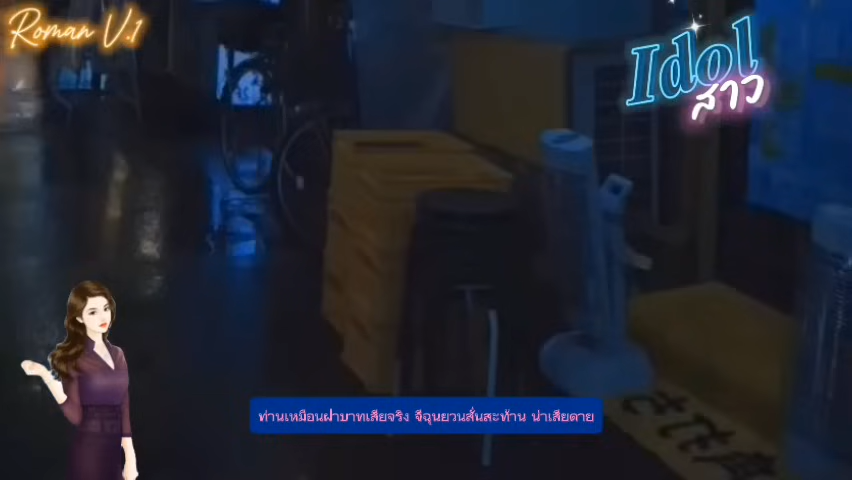 Roman V.1
Idol
สาว
ท่านเหมือนฝ่าบาทเสียจริง จีฉุนยวนสั่นสะท้าน น่าเสียดาย